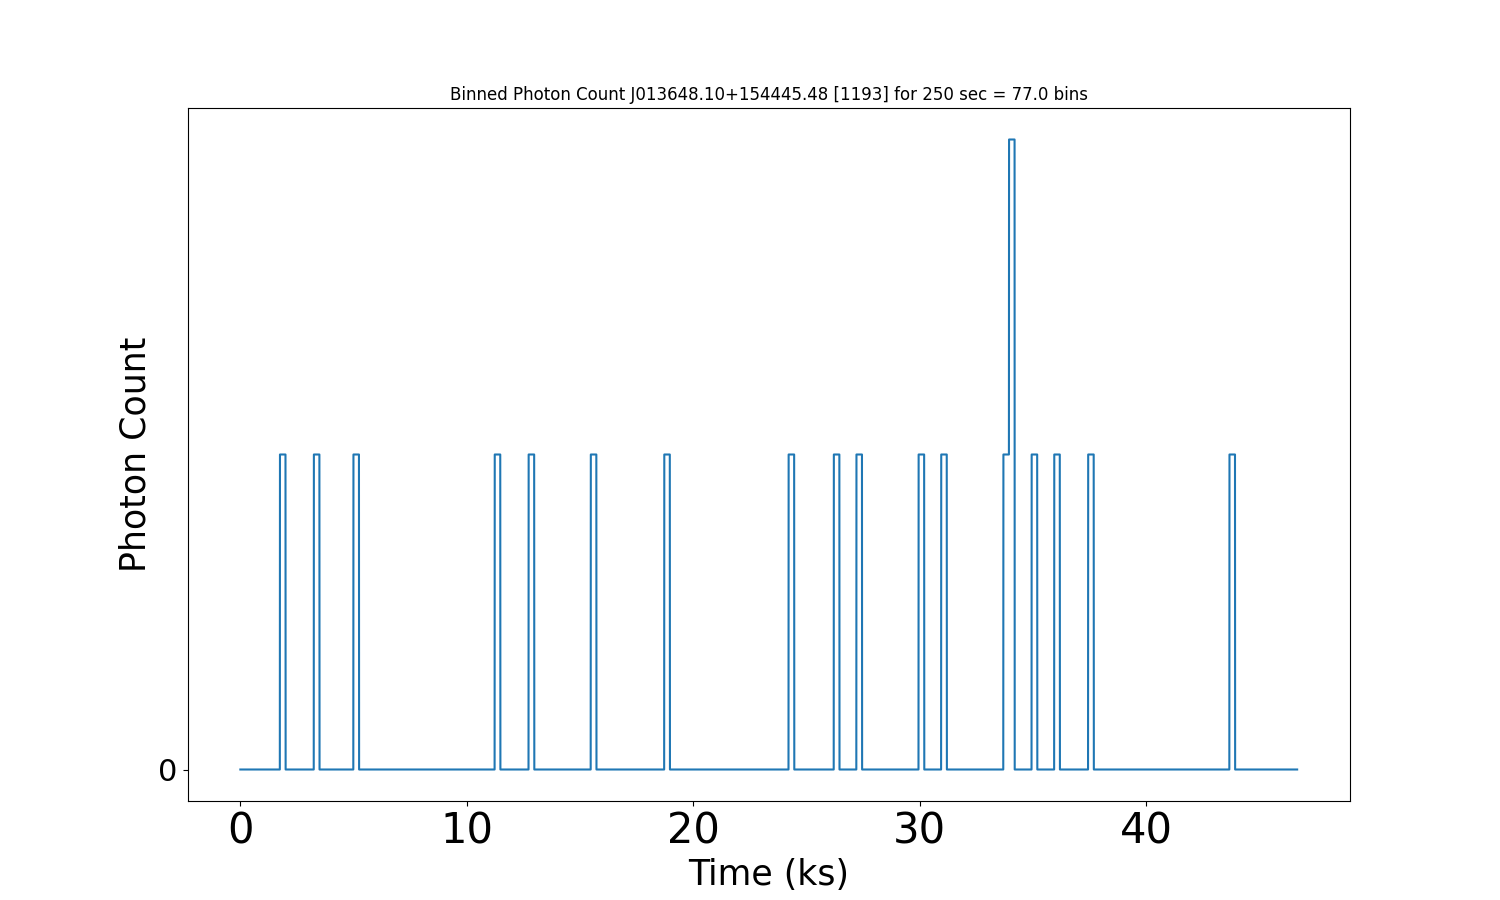 Binned Photon Count J013648.10+154445.48 [1193] for 250 sec = 77.0 bins
Photon Count
0
0 10 20 30 40
Time (ks)